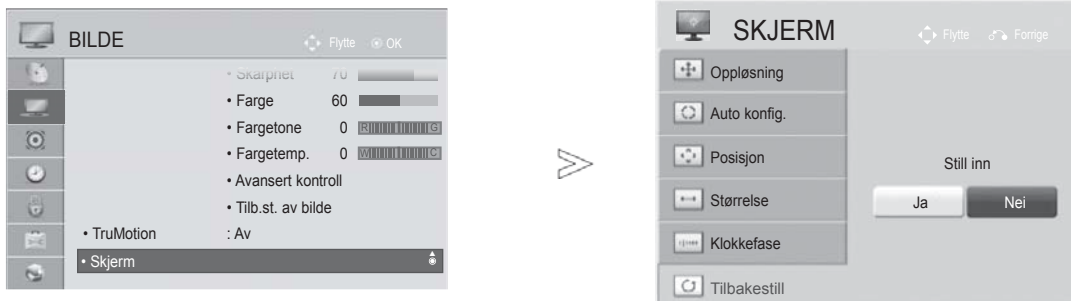 BILDE
Flytte OK
• Skarphet 70
• Farge 60
• Fargetone 0 R G
• Fargetemp. 0 W C
• Avansert kontroll
• Tilb.st. av bilde
• TruMotion : Av
• Skjerm
SKJERM
Flytte Forrige
Oppløsning
Auto konfig.
Posisjon
Størrelse
Klokkefase
Tilbakestill
Still inn
Ja Nei